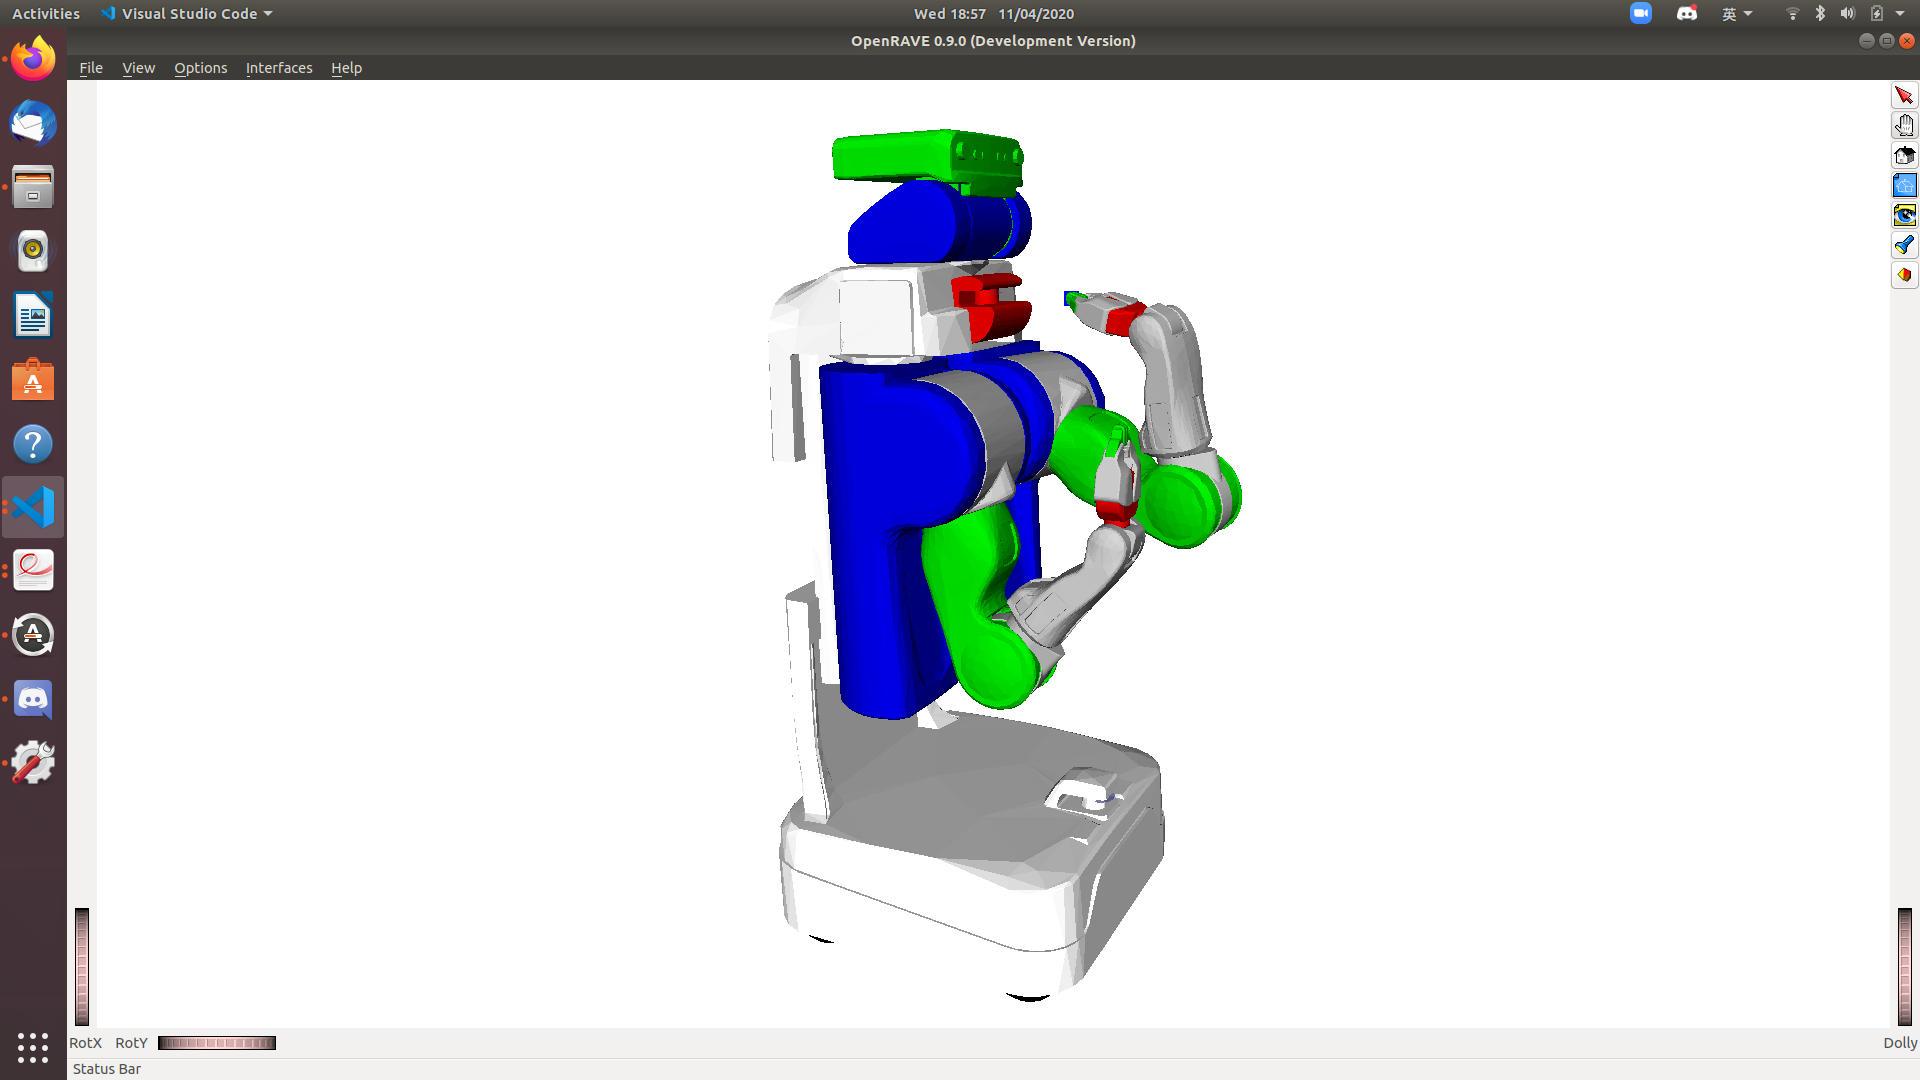 Activities
Visual Studio Code
Wed 18:57 11/04/2020
英
OpenRAVE 0.9.0 (Development Version)
File View Options Interfaces Help
RotX RotY
Dolly
Status Bar